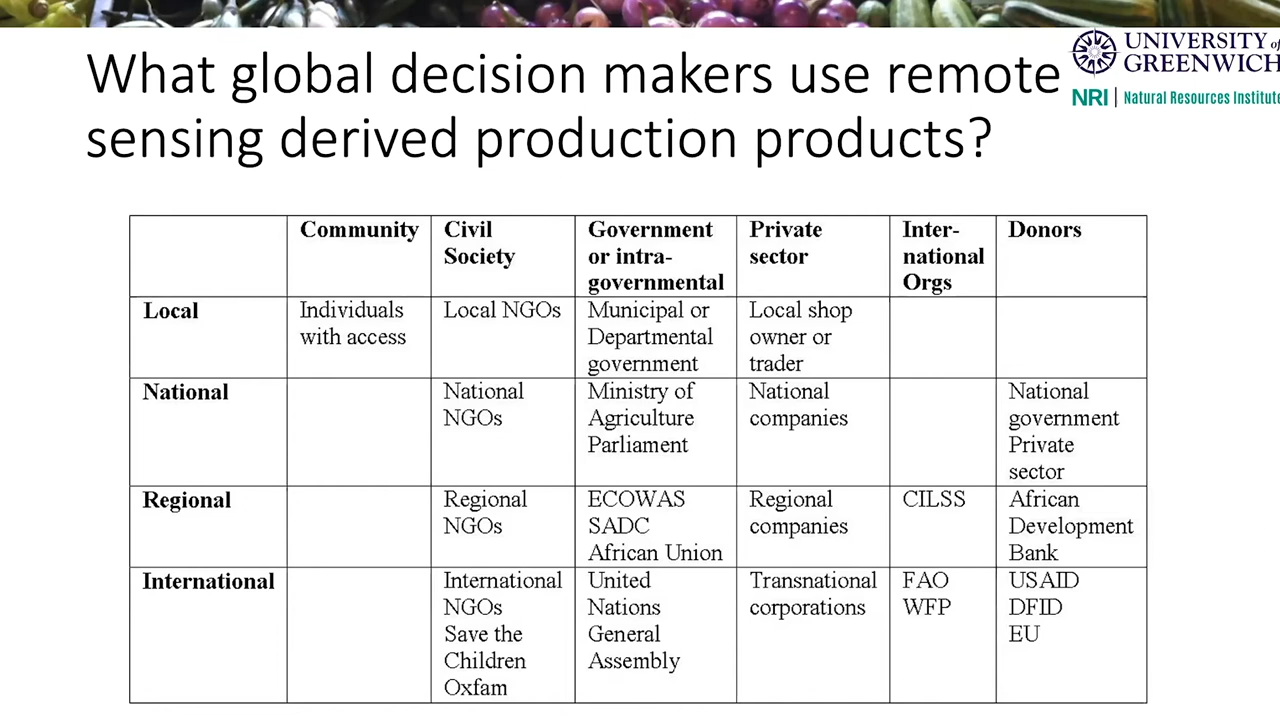 What global decision makers use remote
sensing derived production products?
UNIVERSITY of
GREENWICH
NRI | Natural Resources Institute
Community
Civil
Society
Government
or intra-
governmental
Private
sector
Inter-
national
Orgs
Donors
Local
Individuals
with access
Local NGOs
Municipal or
Departmental
government
Local shop
owner or
trader
National
National
NGOs
Ministry of
Agriculture
Parliament
National
companies
National
government
Private
sector
Regional
Regional
NGOs
ECOWAS
SADC
African Union
Regional
companies
CILSS
African
Development
Bank
International
International
NGOs
Save the
Children
Oxfam
United
Nations
General
Assembly
Transnational
corporations
FAO
WFP
USAID
DFID
EU